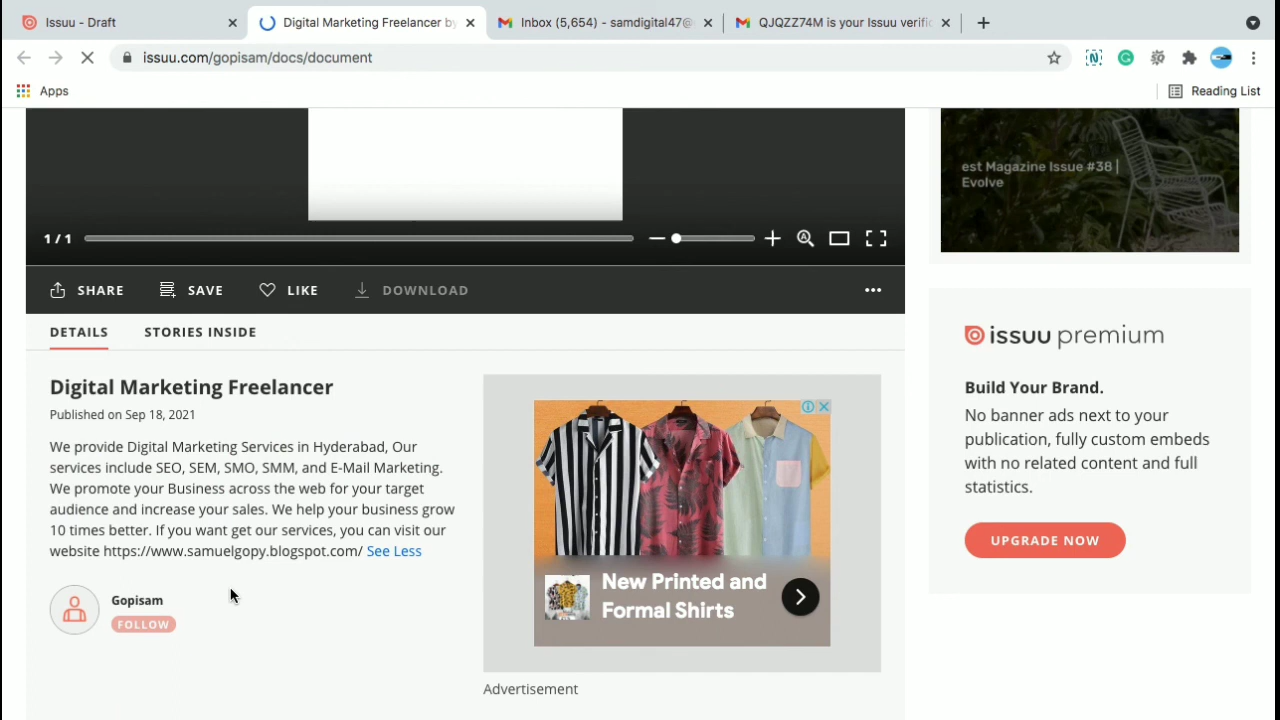 Issuu - Draft
Digital Marketing Freelancer by
Inbox (5,654) - samdigital47@
QJQZZ74M is your Issuu verific
issuu.com/gopisam/docs/document
Apps
Reading List
est Magazine Issue #38 |
Evolve
1 / 1
SHARE
SAVE
LIKE
DOWNLOAD
DETAILS
STORIES INSIDE
Digital Marketing Freelancer
Published on Sep 18, 2021
We provide Digital Marketing Services in Hyderabad, Our
services include SEO, SEM, SMO, SMM, and E-Mail Marketing.
We promote your Business across the web for your target
audience and increase your sales. We help your business grow
10 times better. If you want get our services, you can visit our
website https://www.samuelgopy.blogspot.com/ See Less
Gopisam
FOLLOW
New Printed and
Formal Shirts
Advertisement
issuu premium
Build Your Brand.
No banner ads next to your
publication, fully custom embeds
with no related content and full
statistics.
UPGRADE NOW